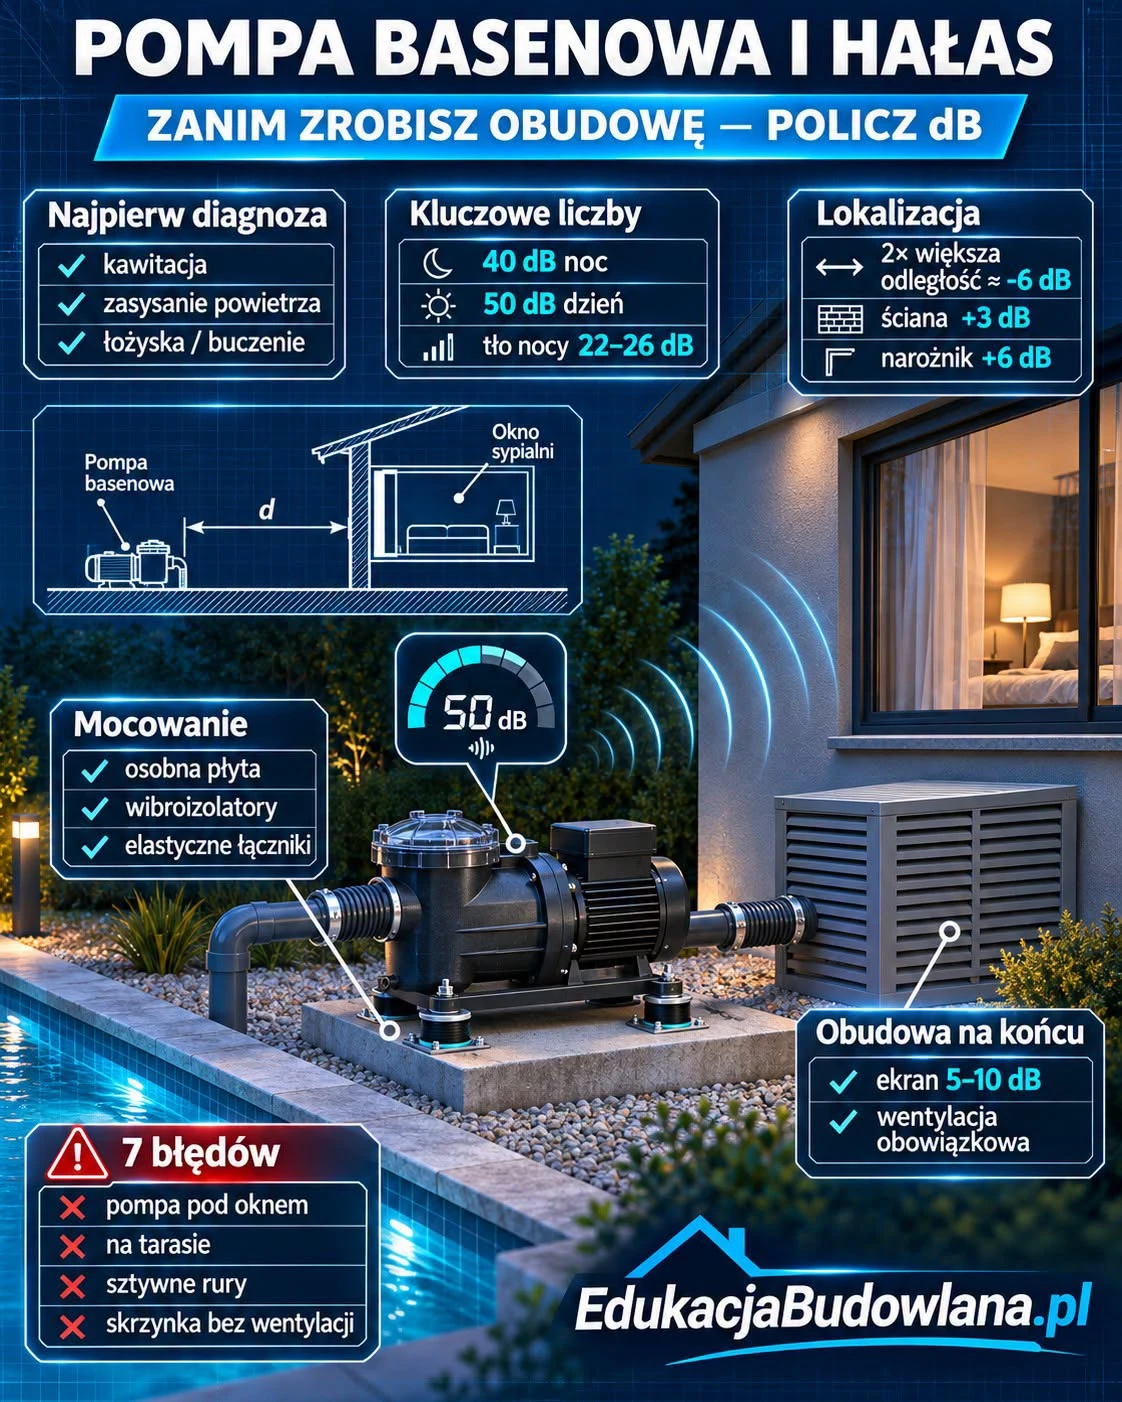 POMPA BASENOWA I HAŁAS
ZANIM ZROBISZ OBUDOWĘ — POLICZ dB
Najpierw diagnoza
kawitacja
zasysanie powietrza
łożyska / buczenie
Kluczowe liczby
40 dB noc
50 dB dzień
tło nocy 22–26 dB
Lokalizacja
2× większa
odległość ≈ -6 dB
ściana +3 dB
narożnik +6 dB
Pompa
basenowa
d
Okno
sypialni
50 dB
Mocowanie
osobna płyta
wibroizolatory
elastyczne łączniki
Obudowa na końcu
ekran 5–10 dB
wentylacja
obowiązkowa
7 błędów
pompa pod oknem
na tarasie
sztywne rury
skrzynka bez wentylacji
EdukacjaBudowlana.pl